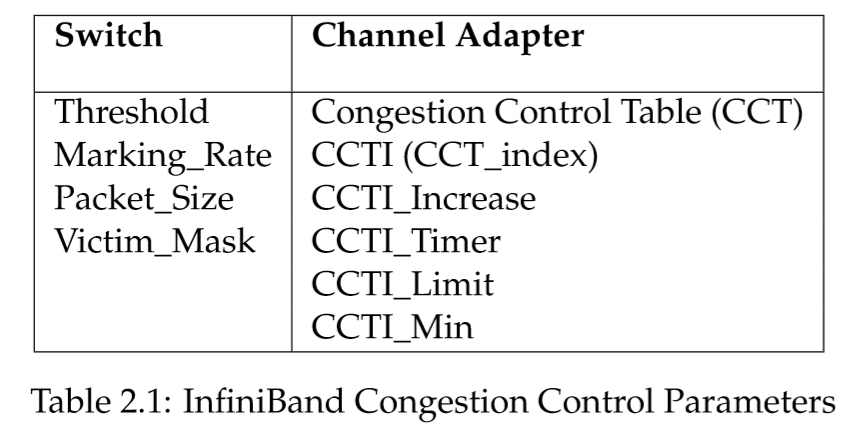 Switch Channel Adapter
Threshold Congestion Control Table (CCT)
Marking_Rate CCTI (CCT_index)
Packet_Size CCTI_Increase
Victim_Mask CCTI_Timer
CCTI_Limit
CCTI_Min
Table 2.1: InfiniBand Congestion Control Parameters